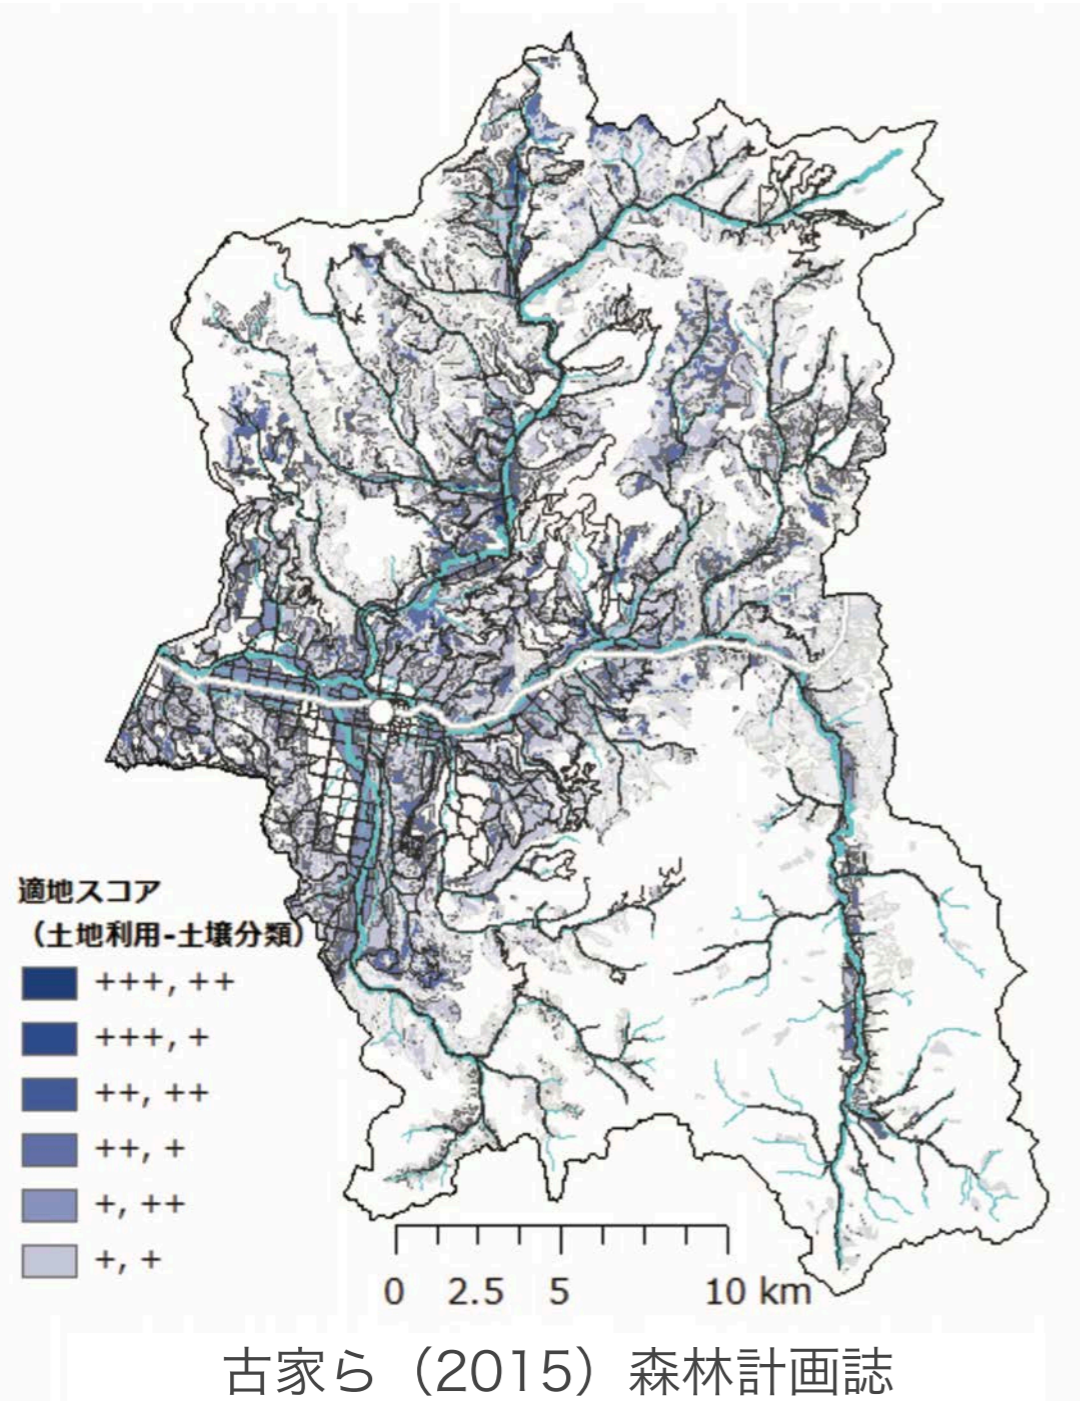 適地スコア
（土地利用-土壌分類）
+++, ++
+++, +
++, ++
++, +
+, ++
+, +
0 2.5 5 10 km
古家ら（2015）森林計画誌